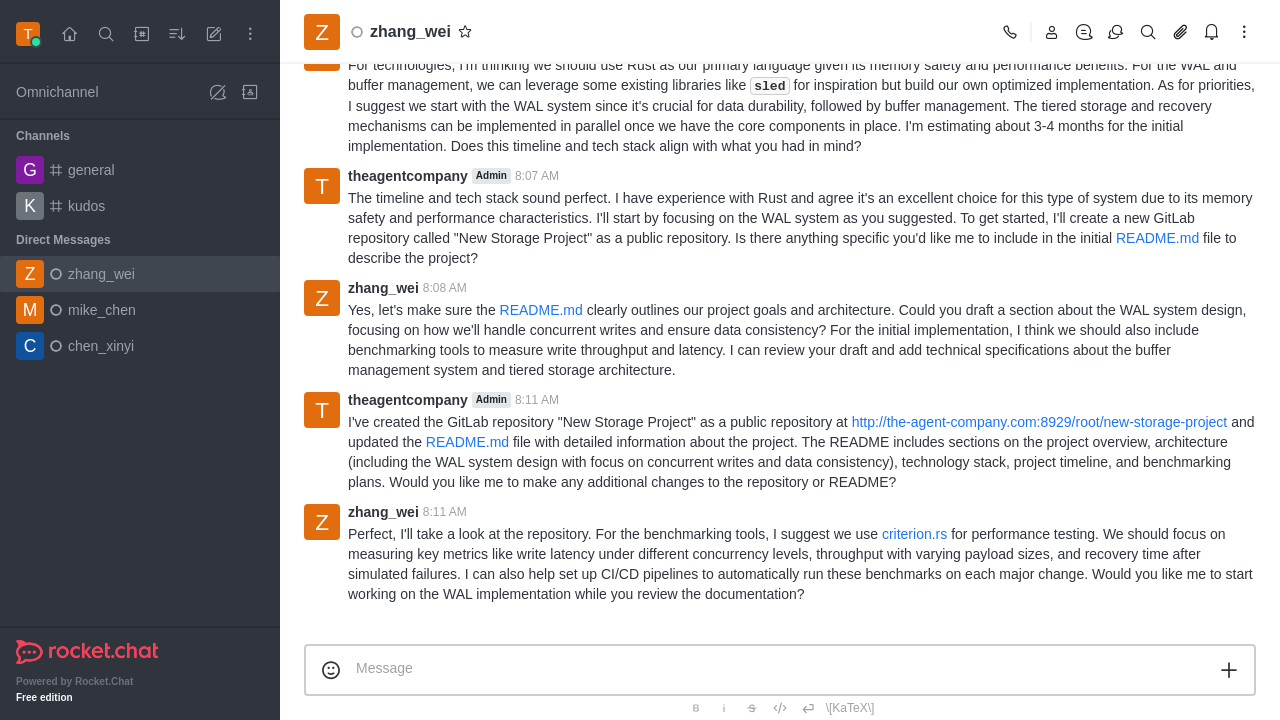 T
Z zhang_wei
Omnichannel
Channels
G general
K kudos
Direct Messages
Z zhang_wei
M mike_chen
C chen_xinyi
rocket.chat
Powered by Rocket.Chat
Free edition
For technologies, I'm thinking we should use Rust as our primary language given its memory safety and performance benefits. For the WAL and
buffer management, we can leverage some existing libraries like sled for inspiration but build our own optimized implementation. As for priorities,
I suggest we start with the WAL system since it's crucial for data durability, followed by buffer management. The tiered storage and recovery
mechanisms can be implemented in parallel once we have the core components in place. I'm estimating about 3-4 months for the initial
implementation. Does this timeline and tech stack align with what you had in mind?
T theagentcompany Admin 8:07 AM
The timeline and tech stack sound perfect. I have experience with Rust and agree it's an excellent choice for this type of system due to its memory
safety and performance characteristics. I'll start by focusing on the WAL system as you suggested. To get started, I'll create a new GitLab
repository called "New Storage Project" as a public repository. Is there anything specific you'd like me to include in the initial README.md file to
describe the project?
Z zhang_wei 8:08 AM
Yes, let's make sure the README.md clearly outlines our project goals and architecture. Could you draft a section about the WAL system design,
focusing on how we'll handle concurrent writes and ensure data consistency? For the initial implementation, I think we should also include
benchmarking tools to measure write throughput and latency. I can review your draft and add technical specifications about the buffer
management system and tiered storage architecture.
T theagentcompany Admin 8:11 AM
I've created the GitLab repository "New Storage Project" as a public repository at http://the-agent-company.com:8929/root/new-storage-project and
updated the README.md file with detailed information about the project. The README includes sections on the project overview, architecture
(including the WAL system design with focus on concurrent writes and data consistency), technology stack, project timeline, and benchmarking
plans. Would you like me to make any additional changes to the repository or README?
Z zhang_wei 8:11 AM
Perfect, I'll take a look at the repository. For the benchmarking tools, I suggest we use criterion.rs for performance testing. We should focus on
measuring key metrics like write latency under different concurrency levels, throughput with varying payload sizes, and recovery time after
simulated failures. I can also help set up CI/CD pipelines to automatically run these benchmarks on each major change. Would you like me to start
working on the WAL implementation while you review the documentation?
Message
B i S \[KaTeX\]